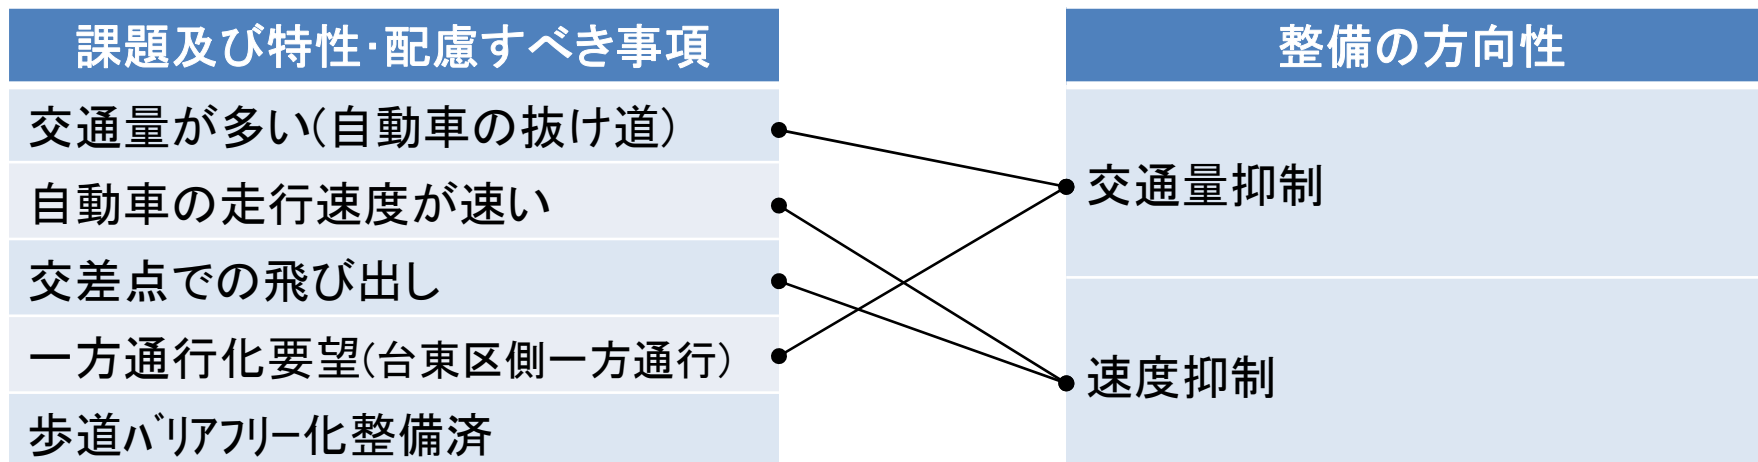 課題及び特性･配慮すべき事項
交通量が多い(自動車の抜け道)
自動車の走行速度が速い
交差点での飛び出し
一方通行化要望(台東区側一方通行)
歩道ﾊﾞﾘｱﾌﾘｰ化整備済
整備の方向性
交通量抑制
速度抑制